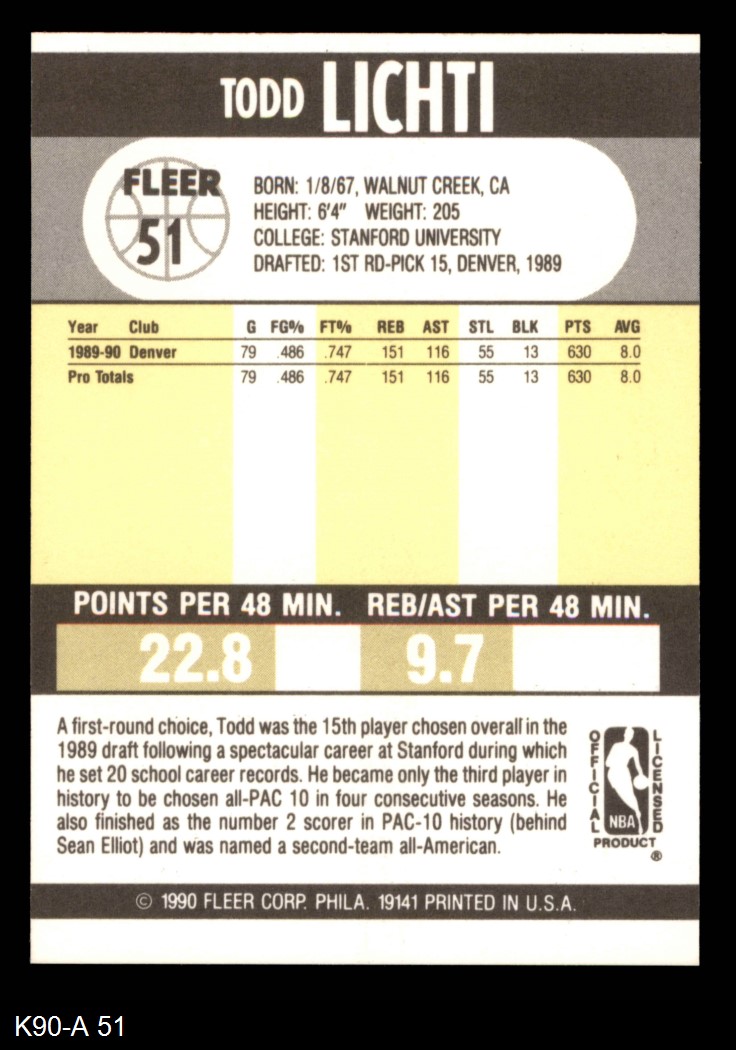 TODD LICHTI
FLEER
51
BORN: 1/8/67, WALNUT CREEK, CA
HEIGHT: 6'4" WEIGHT: 205
COLLEGE: STANFORD UNIVERSITY
DRAFTED: 1ST RD-PICK 15, DENVER, 1989
Year Club G FG% FT% REB AST STL BLK PTS AVG
1989-90 Denver 79 .486 .747 151 116 55 13 630 8.0
Pro Totals 79 .486 .747 151 116 55 13 630 8.0
POINTS PER 48 MIN. REB/AST PER 48 MIN.
22.8 9.7
A first-round choice, Todd was the 15th player chosen overall in the
1989 draft following a spectacular career at Stanford during which
he set 20 school career records. He became only the third player in
history to be chosen all-PAC 10 in four consecutive seasons. He
also finished as the number 2 scorer in PAC-10 history (behind
Sean Elliot) and was named a second-team all-American.
OFFICIAL LICENSED
NBA
PRODUCT
®
© 1990 FLEER CORP. PHILA. 19141 PRINTED IN U.S.A.
K90-A 51